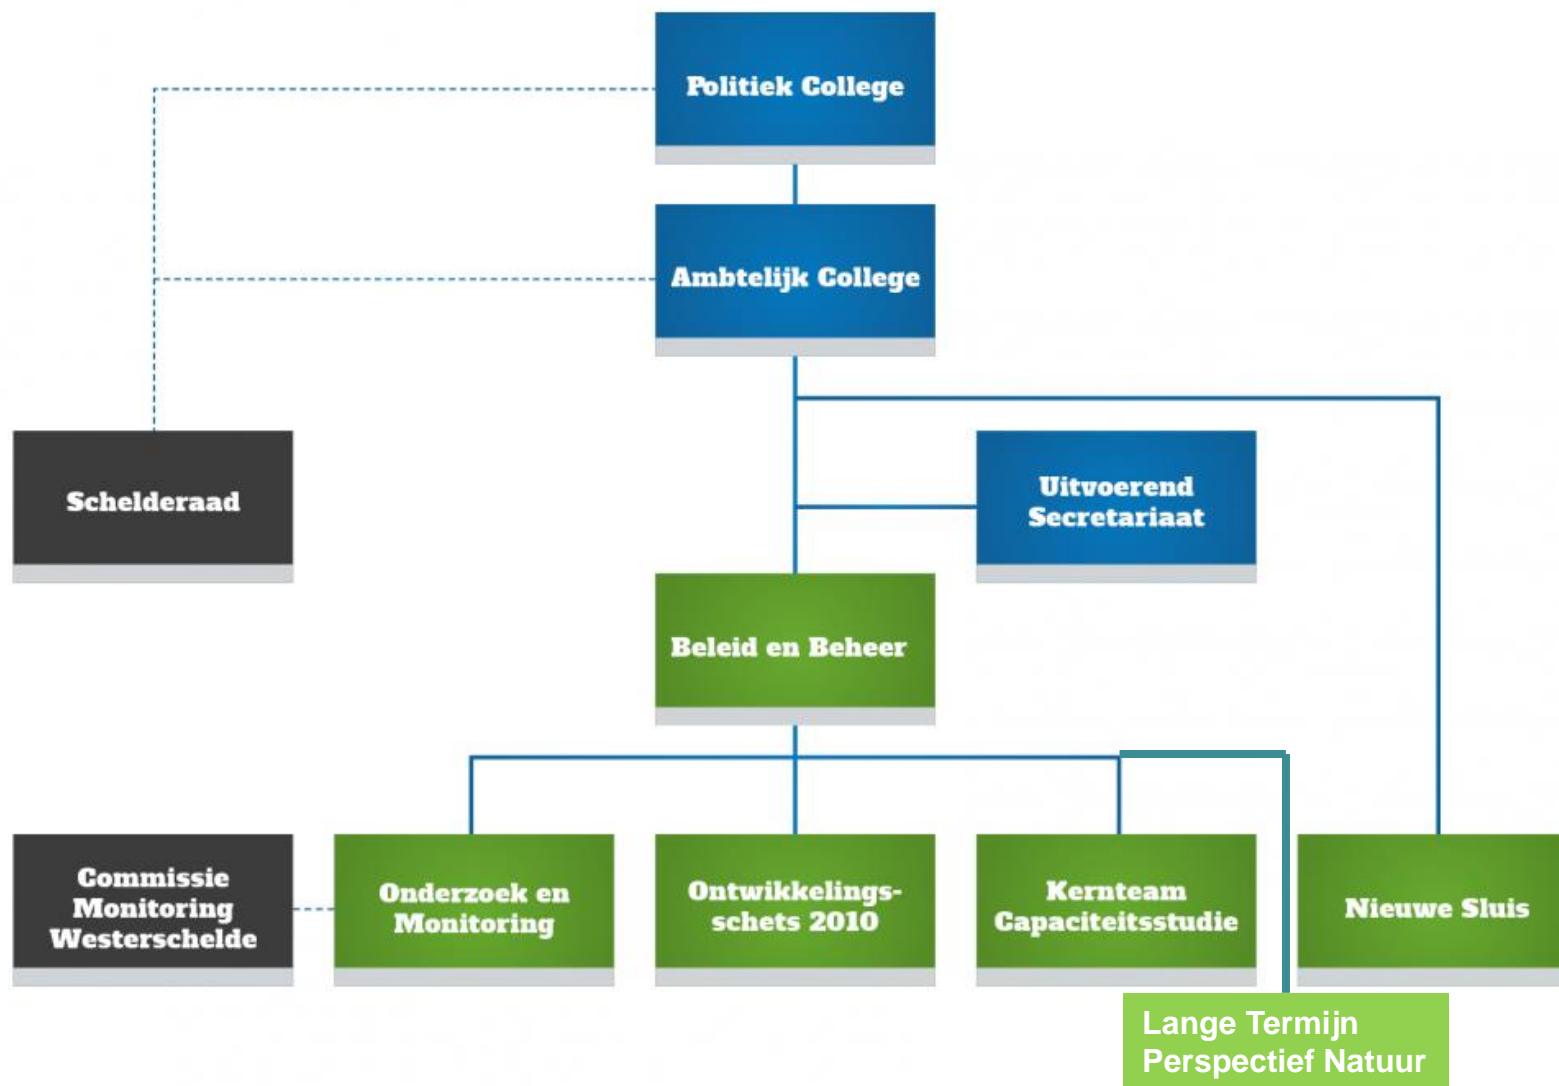 Politiek College
Ambtelijk College
Schelderaad
Uitvoerend
Secretariaat
Beleid en Beheer
Commissie
Monitoring
Westerschelde
Onderzoek en
Monitoring
Ontwikkelings-
schets 2010
Kernteam
Capaciteitsstudie
Nieuwe Sluis
Lange Termijn
Perspectief Natuur